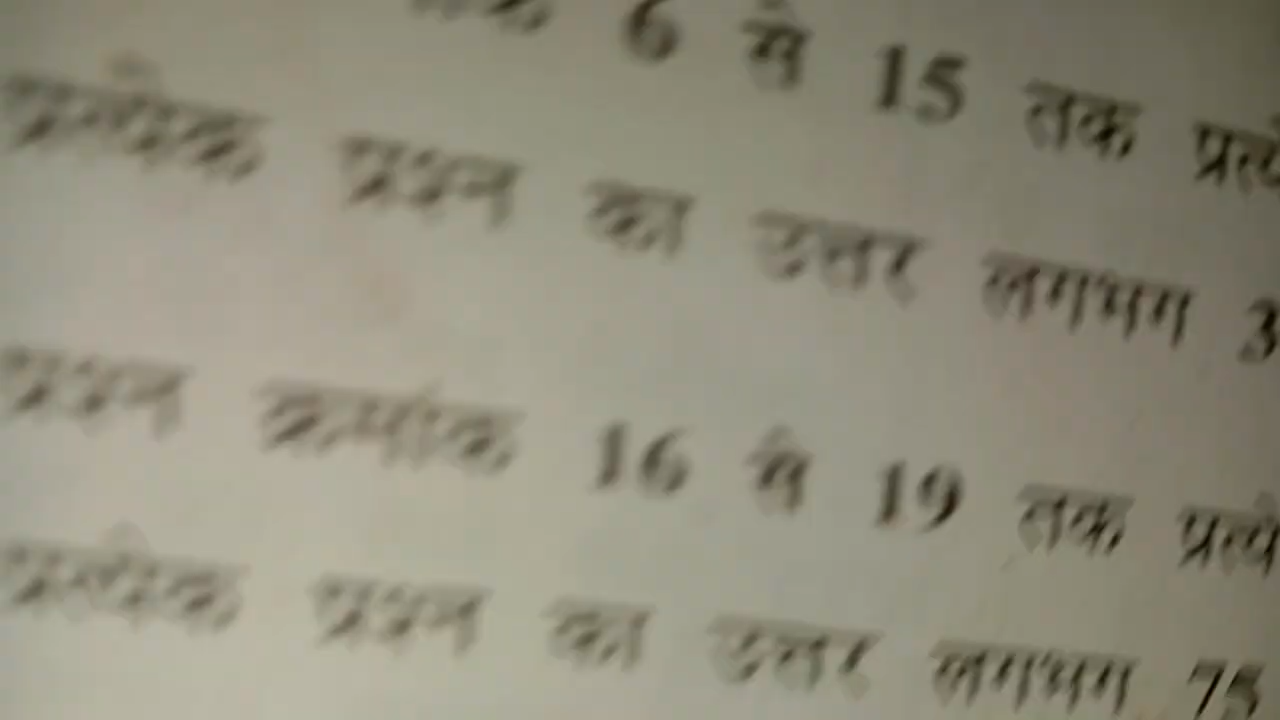 6 से 15 तक
प्रत्येक प्रश्न का उत्तर लगभग
प्रश्न क्रमांक 16 से 19 तक
प्रत्येक प्रश्न का उत्तर लगभग 75